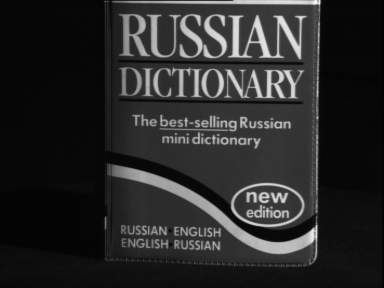 RUSSIAN
DICTIONARY
The best-selling Russian
mini dictionary
new
edition
RUSSIAN·ENGLISH
ENGLISH·RUSSIAN